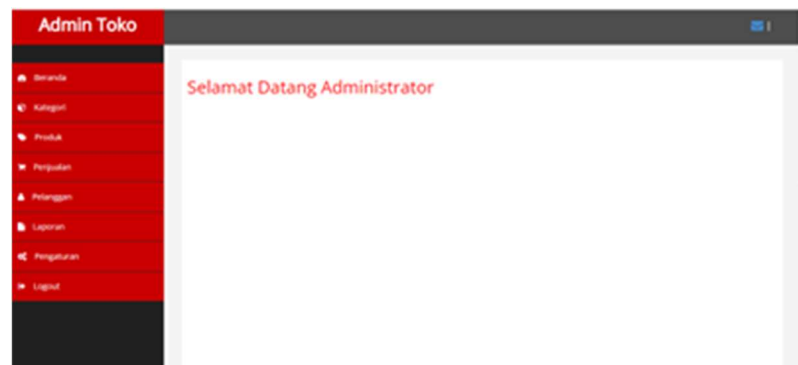 Admin Toko
Selamat Datang Administrator
Beranda
Kategori
Produk
Penjualan
Pelanggan
Laporan
Pengaturan
Logout